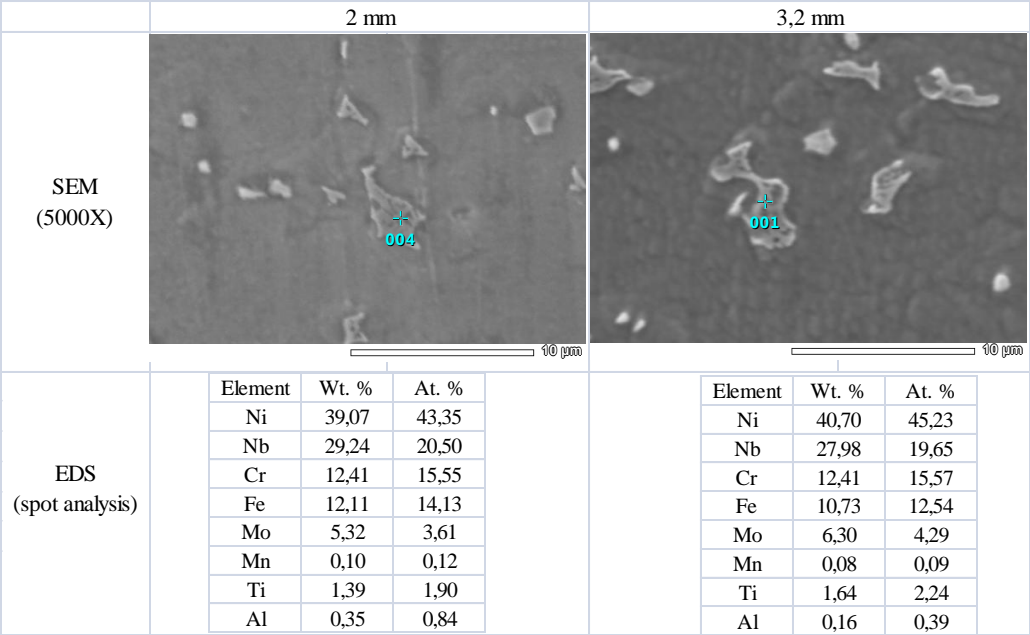 2 mm 3,2 mm
SEM
(5000X)
004
001
10 µm
10 µm
EDS
(spot analysis)
Element Wt. % At. %
Ni 39,07 43,35
Nb 29,24 20,50
Cr 12,41 15,55
Fe 12,11 14,13
Mo 5,32 3,61
Mn 0,10 0,12
Ti 1,39 1,90
Al 0,35 0,84
Element Wt. % At. %
Ni 40,70 45,23
Nb 27,98 19,65
Cr 12,41 15,57
Fe 10,73 12,54
Mo 6,30 4,29
Mn 0,08 0,09
Ti 1,64 2,24
Al 0,16 0,39